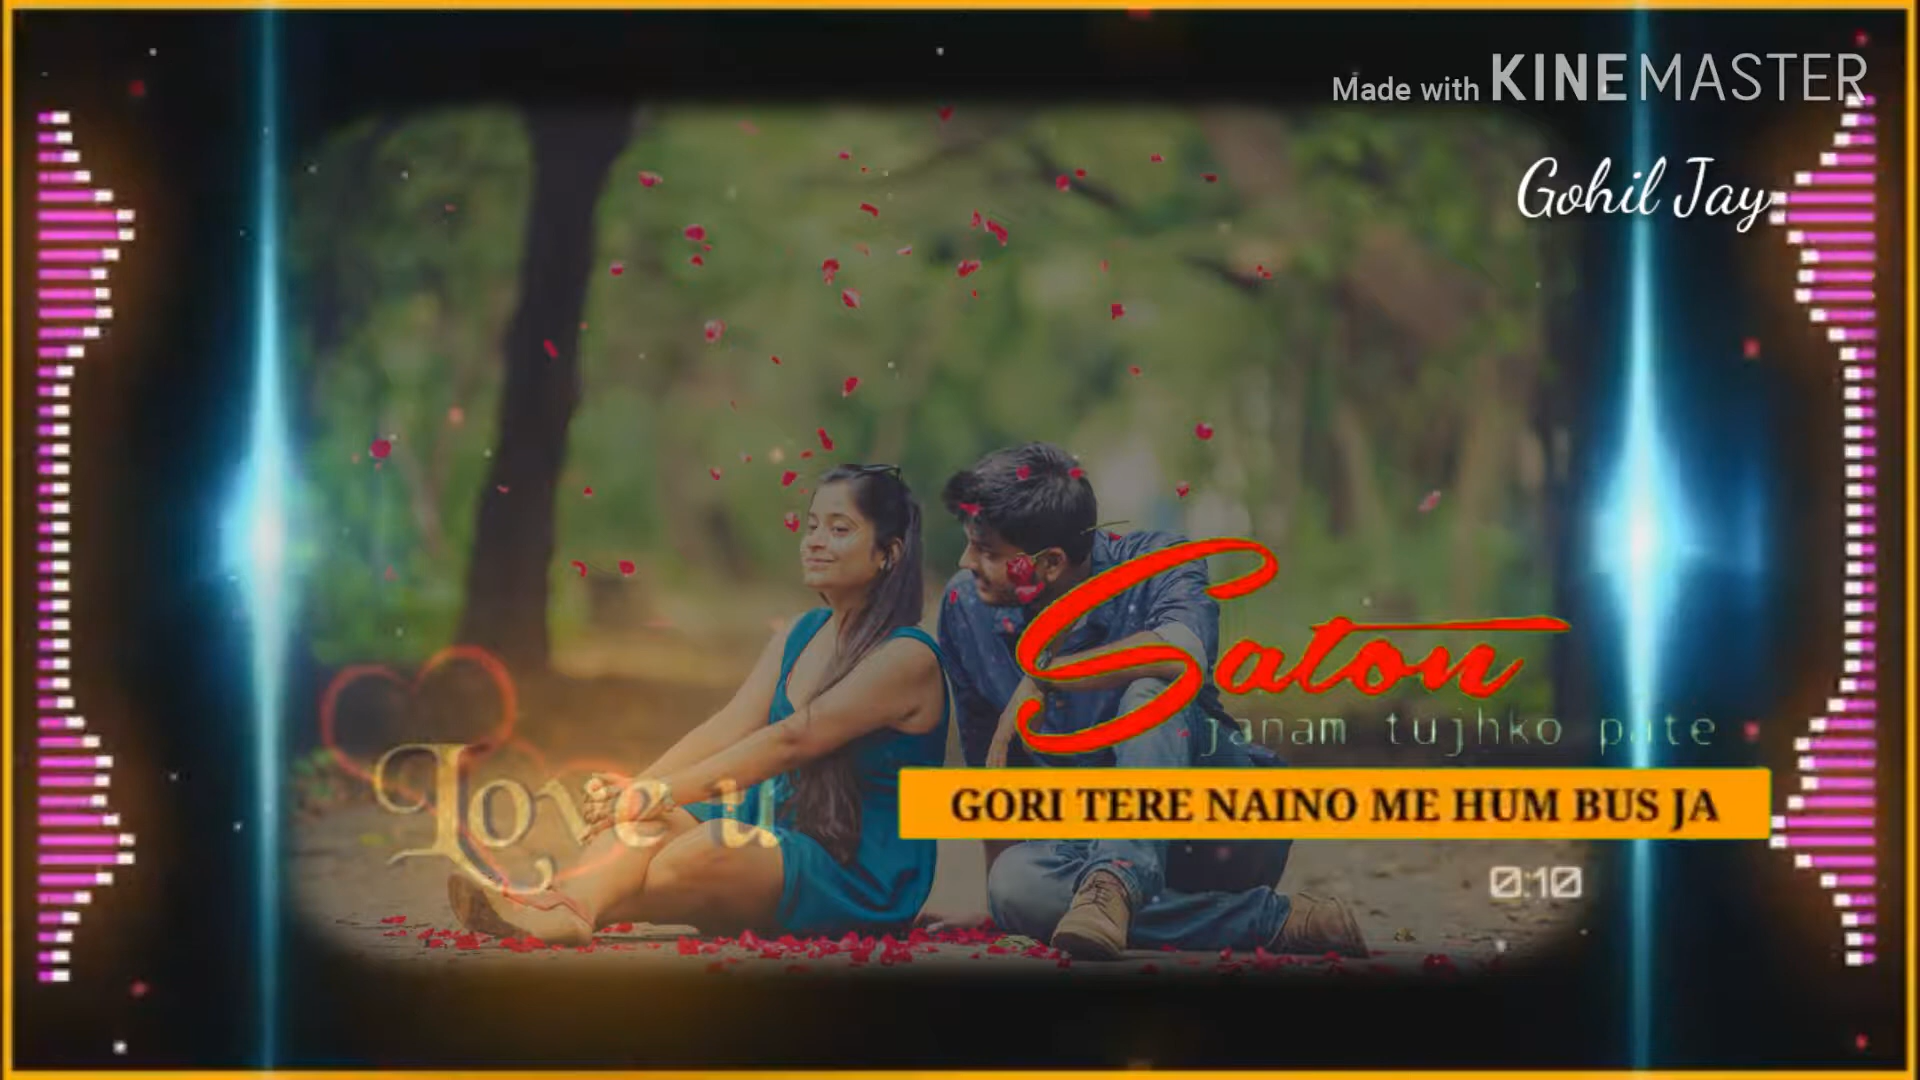 Made with KINEMASTER
Gohil Jay
Saton
janam tujhko pate
GORI TERE NAINO ME HUM BUS JA
Love u
0:10